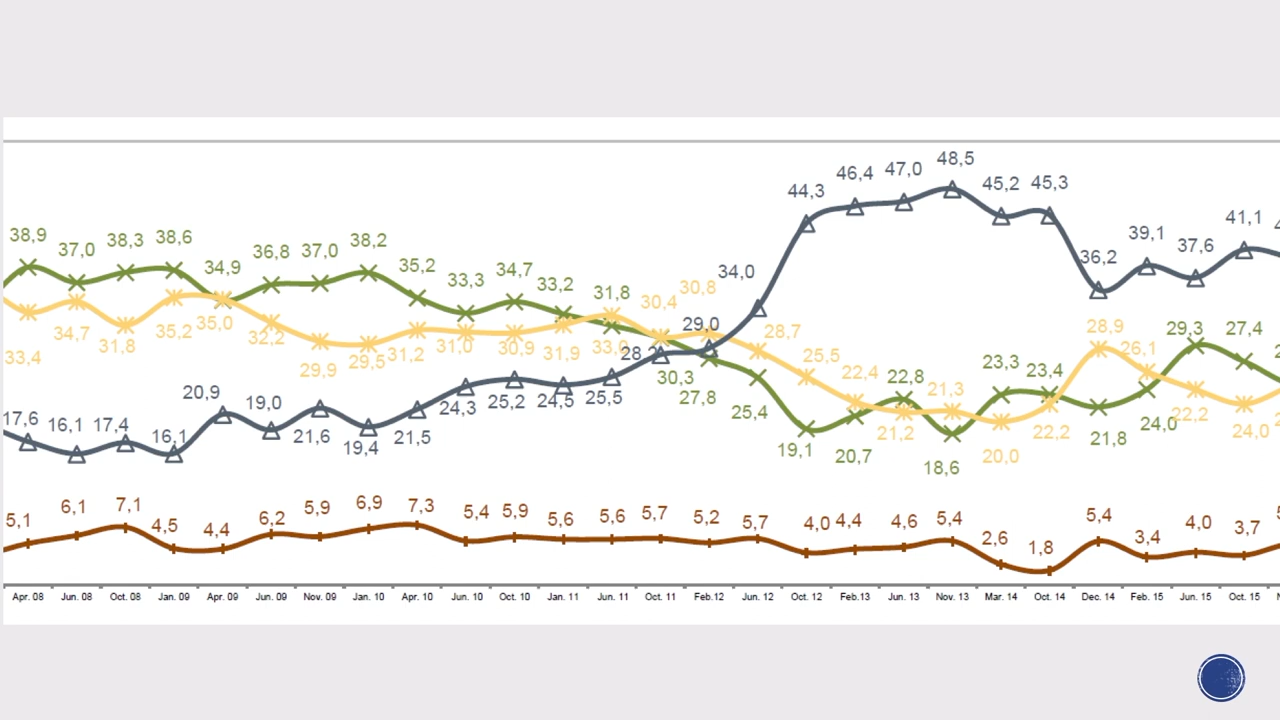 48,5
46,4 47,0
44,3 45,2 45,3
41,1
38,9 37,0 38,3 38,6 34,9 36,8 37,0 38,2 35,2 33,3 34,7 33,2 31,8 30,4 30,8 34,0 36,2 39,1 37,6
33,4 34,7 31,8 35,2 35,0 32,2 29,9 29,5 31,2 31,0 30,9 31,9 29,0 28,7 25,5 22,4 22,8 21,3 23,3 23,4 28,9 26,1 29,3 27,4
30,3 27,8 25,4 19,1 20,7 21,2 18,6 20,0 22,2 21,8 24,0 22,2 24,0
17,6 16,1 17,4 16,1 20,9 19,0 21,6 19,4 21,5 24,3 25,2 24,5 25,5
5,1 6,1 7,1 4,5 4,4 6,2 5,9 6,9 7,3 5,4 5,9 5,6 5,6 5,7 5,2 5,7 4,0 4,4 4,6 5,4 2,6 1,8 5,4 3,4 4,0 3,7
Apr. 08 Jun. 08 Oct. 08 Jan. 09 Apr. 09 Jun. 09 Nov. 09 Jan. 10 Apr. 10 Jun. 10 Oct. 10 Jan. 11 Jun. 11 Oct. 11 Feb.12 Jun. 12 Oct. 12 Feb.13 Jun. 13 Nov. 13 Mar. 14 Oct. 14 Dec. 14 Feb. 15 Jun. 15 Oct. 15